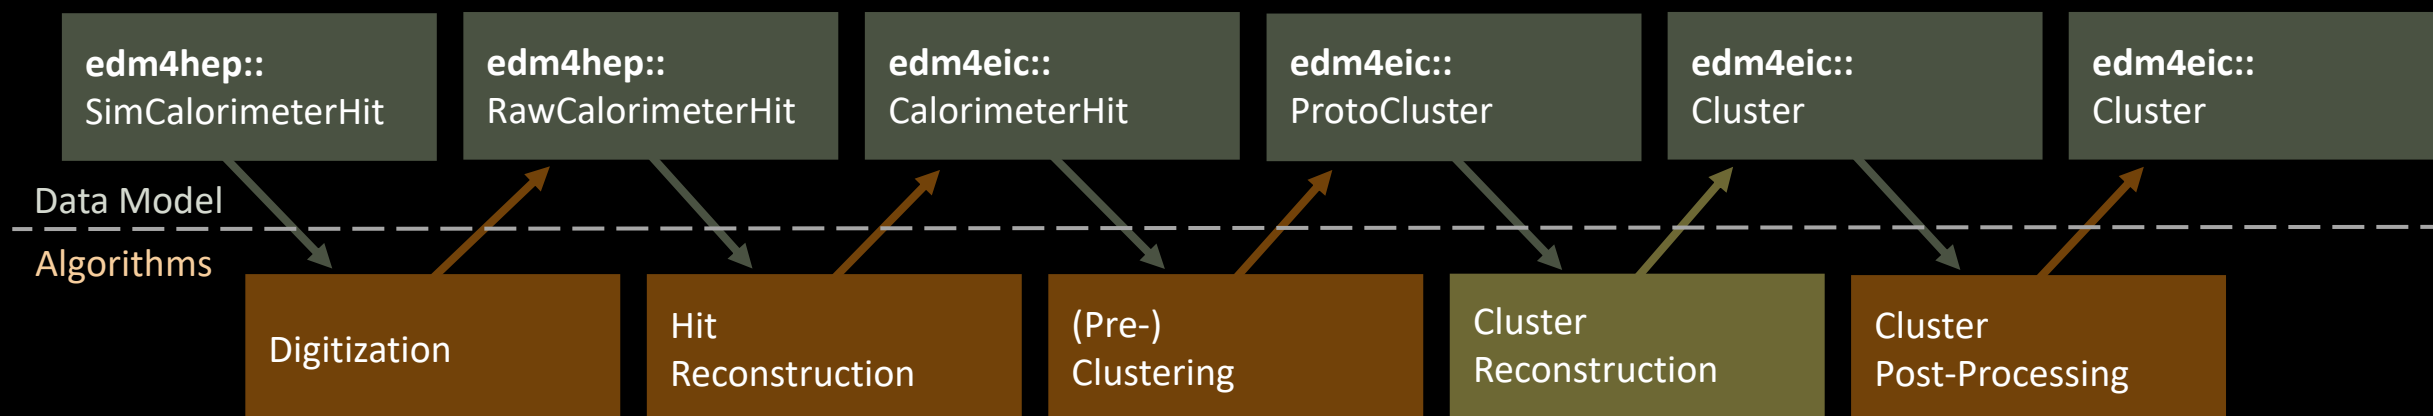 edm4hep::
SimCalorimeterHit
edm4hep::
RawCalorimeterHit
edm4eic::
CalorimeterHit
edm4eic::
ProtoCluster
edm4eic::
Cluster
edm4eic::
Cluster
Data Model
Algorithms
Digitization
Hit
Reconstruction
(Pre-)
Clustering
Cluster
Reconstruction
Cluster
Post-Processing